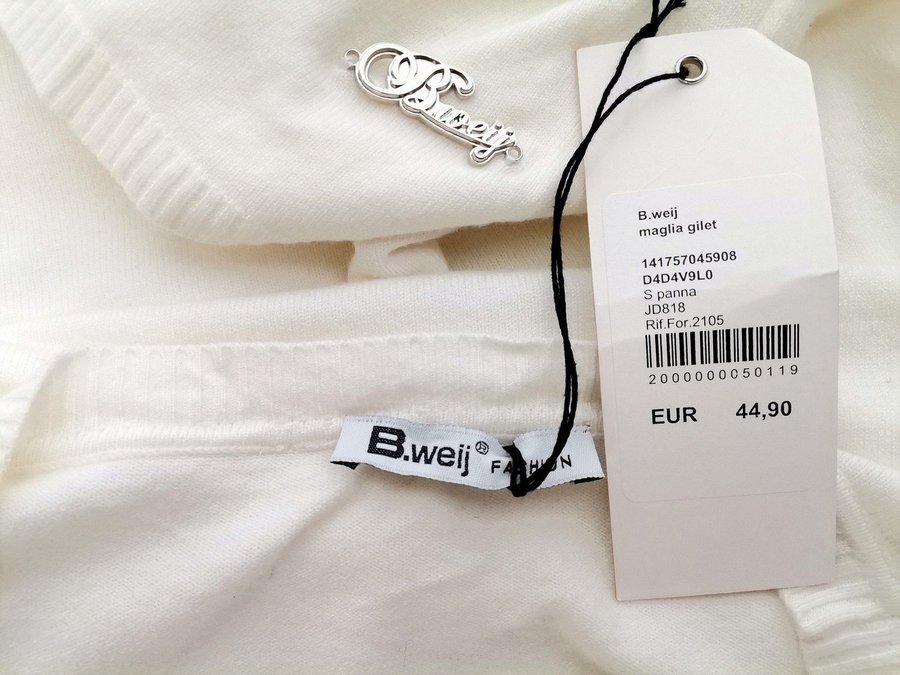 B.weij
B.weij
maglia gilet
141757045908
D4D4V9L0
S panna
JD818
Rif.For.2105
2000000050119
EUR 44,90
B.weij® FASHION